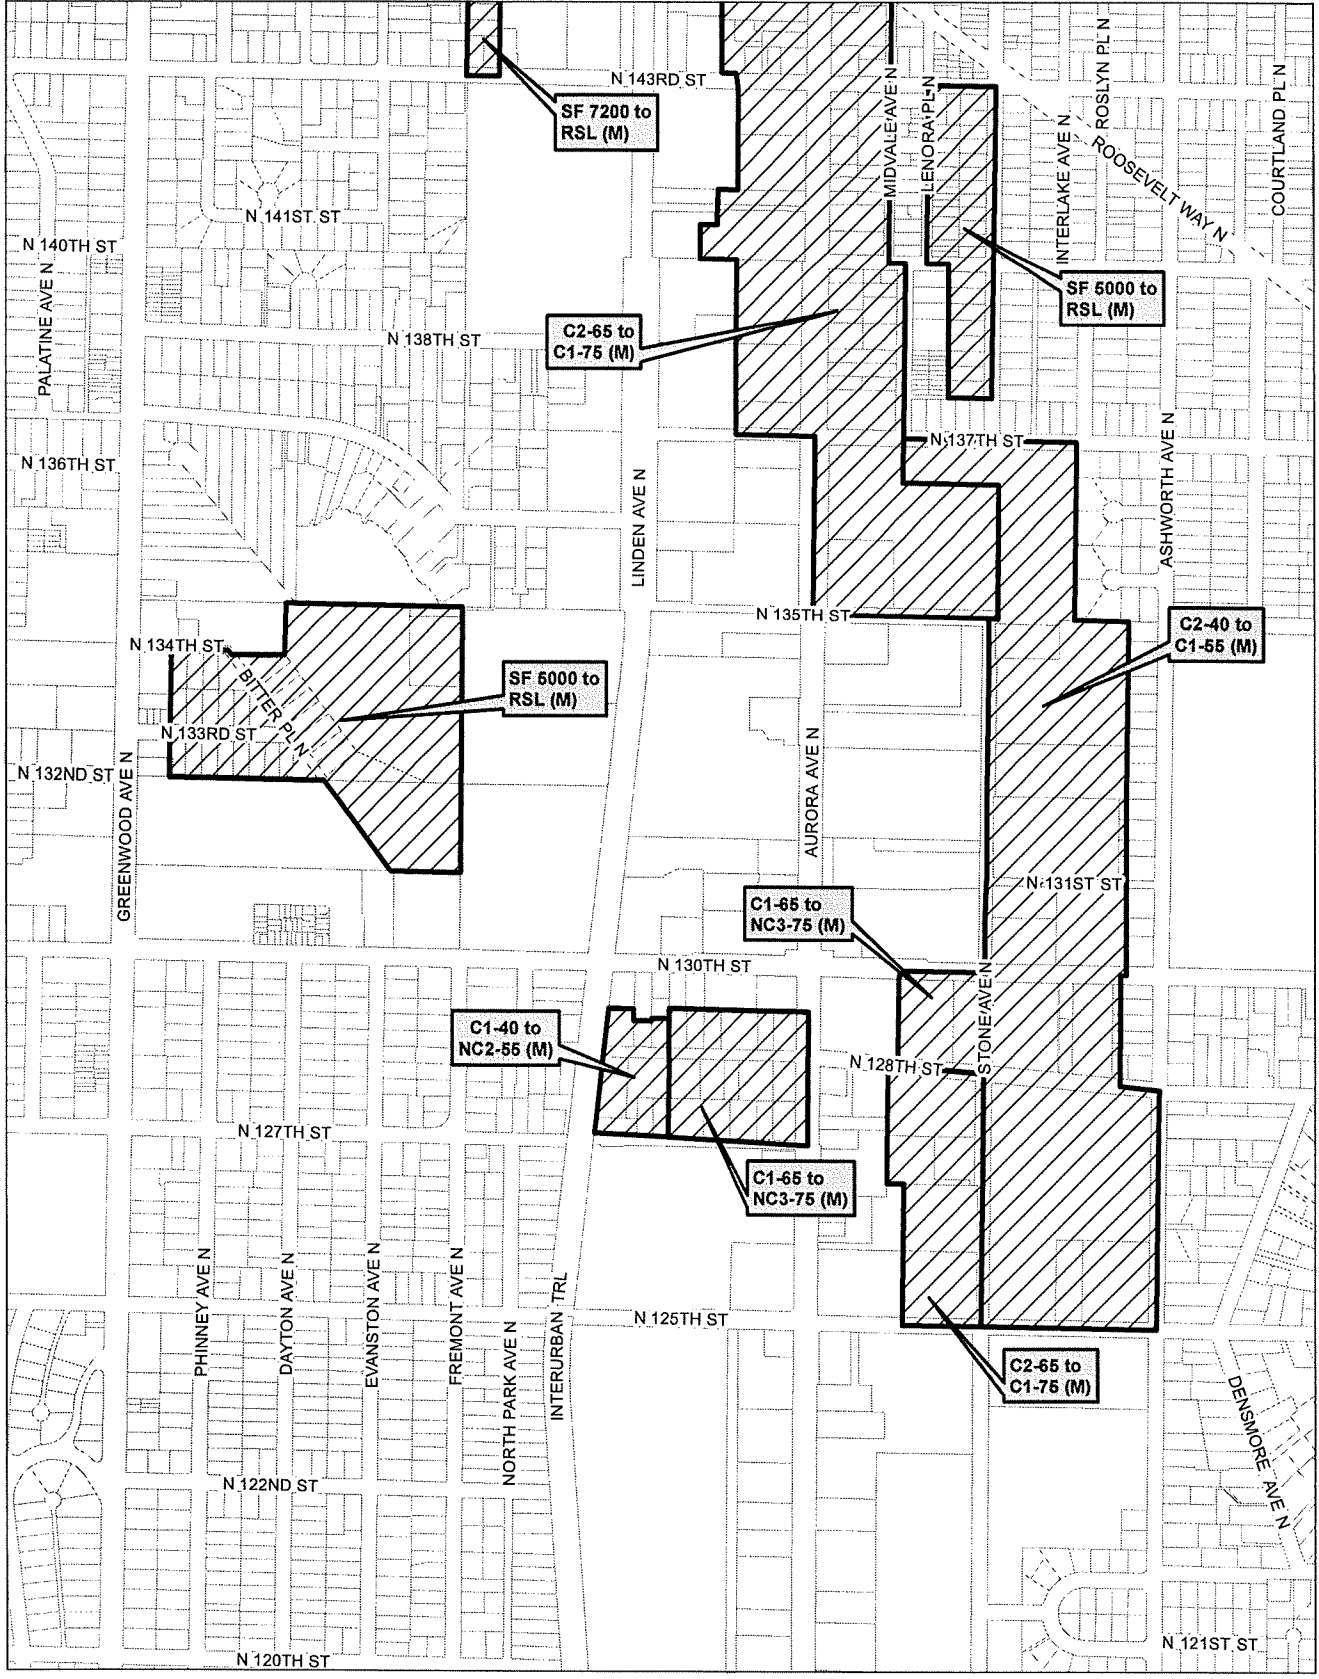 N 143RD ST
SF 7200 to
RSL (M)
MIDVALE AVE N
LENORA PL N
ROSLYN PL N
COURTLAND PL N
INTERLAKE AVE N
ROOSEVELT WAY N
N 141ST ST
N 140TH ST
PALATINE AVE N
SF 5000 to
RSL (M)
C2-65 to
C1-75 (M)
N 138TH ST
N 137TH ST
N 136TH ST
LINDEN AVE N
ASHWORTH AVE N
N 135TH ST
C2-40 to
C1-55 (M)
N 134TH ST
BITTER PL N
SF 5000 to
RSL (M)
N 133RD ST
N 132ND ST
GREENWOOD AVE N
AURORA AVE N
N 131ST ST
C1-65 to
NC3-75 (M)
N 130TH ST
STONE AVE N
C1-40 to
NC2-55 (M)
N 128TH ST
N 127TH ST
C1-65 to
NC3-75 (M)
PHINNEY AVE N
DAYTON AVE N
EVANSTON AVE N
FREMONT AVE N
NORTH PARK AVE N
INTERURBAN TRL
N 125TH ST
C2-65 to
C1-75 (M)
DENSMORE AVE N
N 122ND ST
N 121ST ST
N 120TH ST